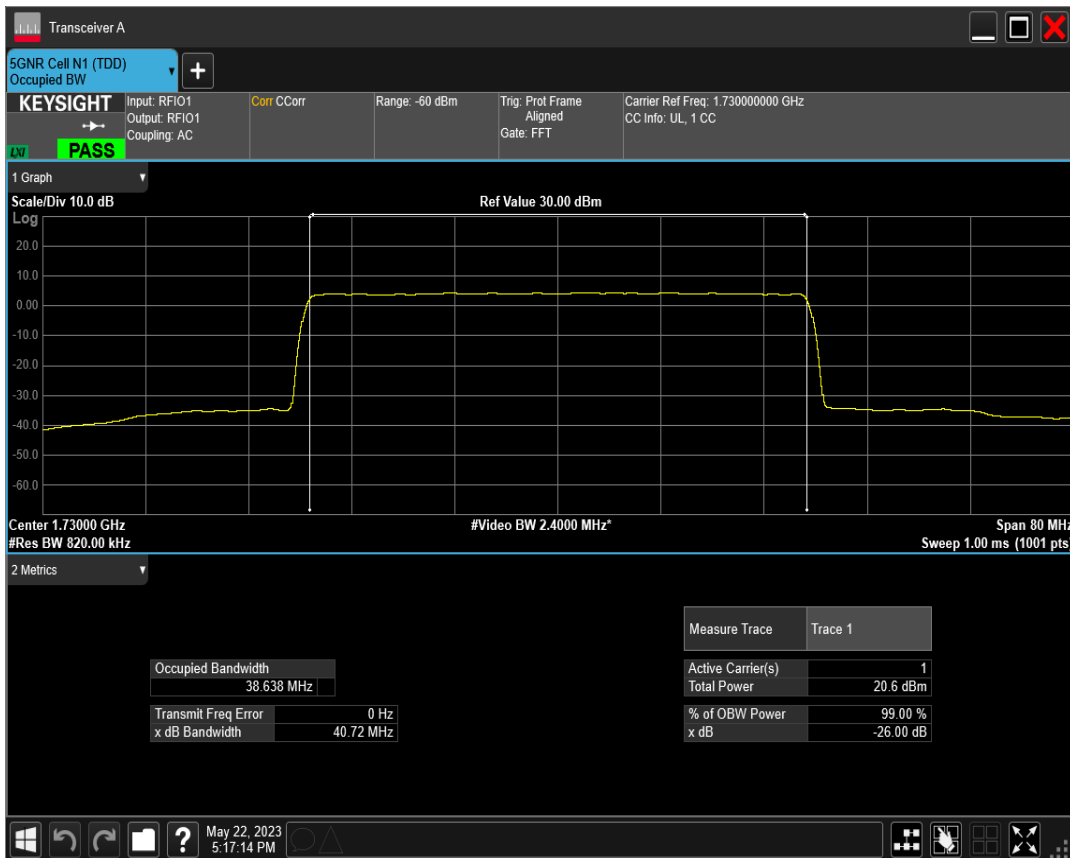 Transceiver A
5GNR Cell N1 (TDD)
Occupied BW
KEYSIGHT
LXI
PASS
Input: RFIO1
Output: RFIO1
Coupling: AC
Corr CCorr
Range: -60 dBm
Trig: Prot Frame
Aligned
Gate: FFT
Carrier Ref Freq: 1.730000000 GHz
CC Info: UL, 1 CC
1 Graph
Scale/Div 10.0 dB
Ref Value 30.00 dBm
Log
20.0
10.0
0.00
-10.0
-20.0
-30.0
-40.0
-50.0
-60.0
Center 1.73000 GHz
#Video BW 2.4000 MHz*
Span 80 MHz
#Res BW 820.00 kHz
Sweep 1.00 ms (1001 pts)
2 Metrics
Measure Trace Trace 1
Occupied Bandwidth
38.638 MHz
Active Carrier(s) 1
Total Power 20.6 dBm
Transmit Freq Error 0 Hz
x dB Bandwidth 40.72 MHz
% of OBW Power 99.00 %
x dB -26.00 dB
?
May 22, 2023
5:17:14 PM